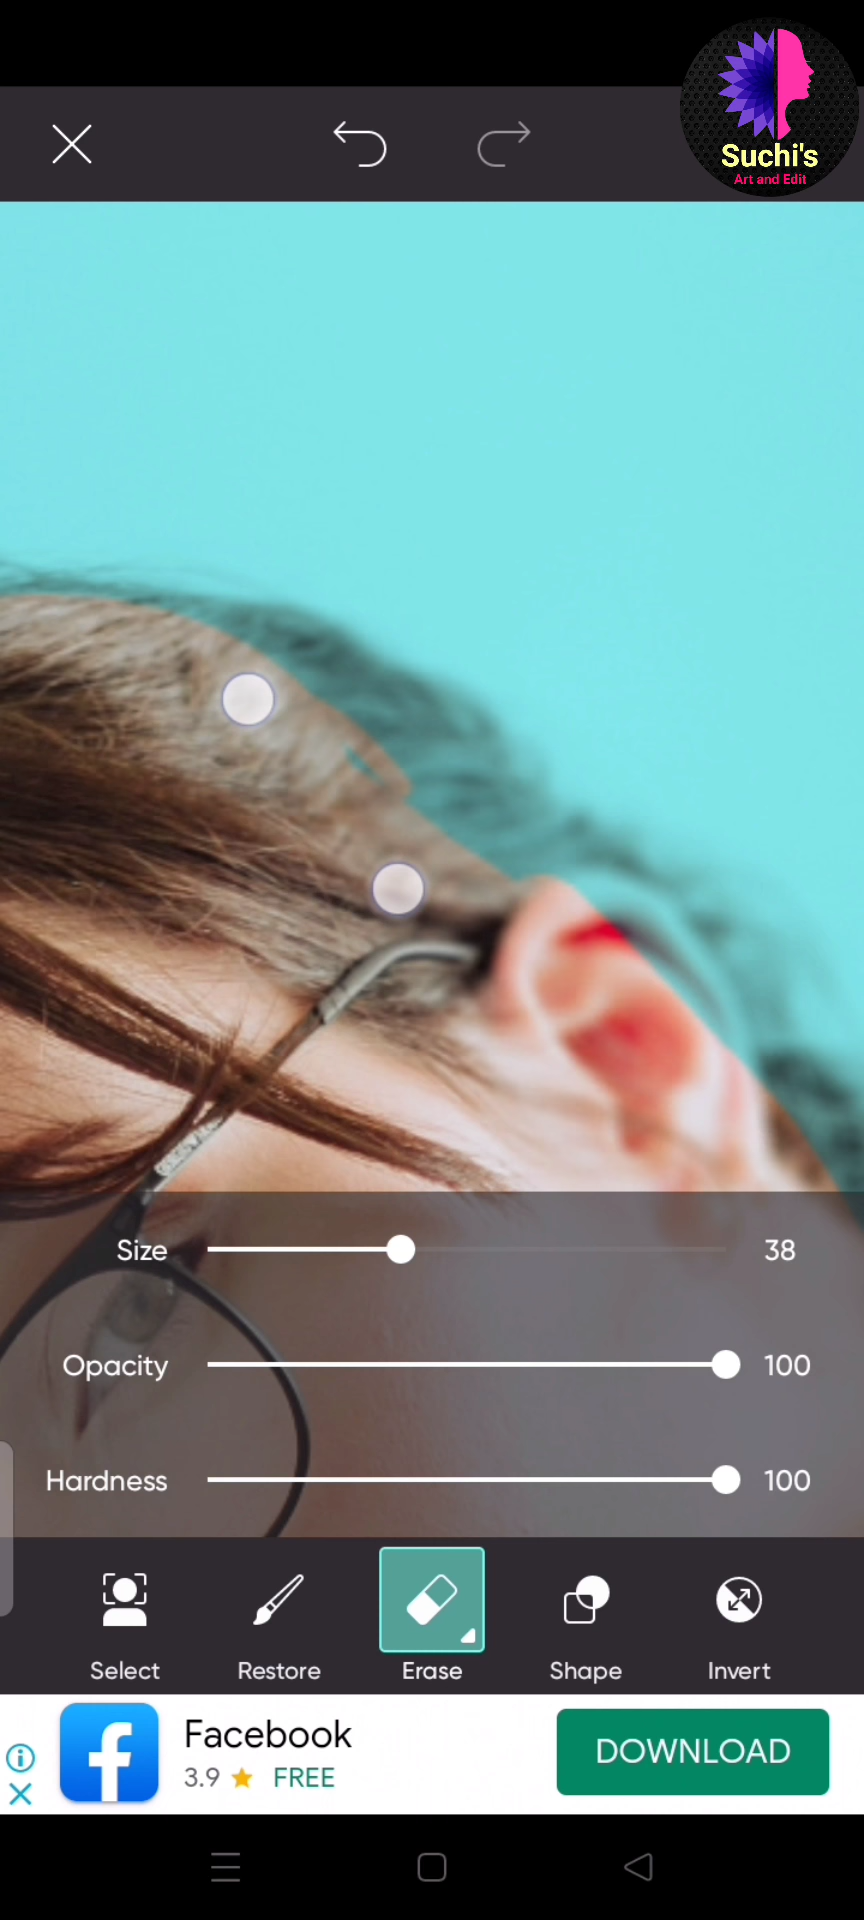 Suchi's
Art and Edit
Size 38
Opacity 100
Hardness 100
Select Restore Erase Shape Invert
Facebook
3.9 FREE
DOWNLOAD